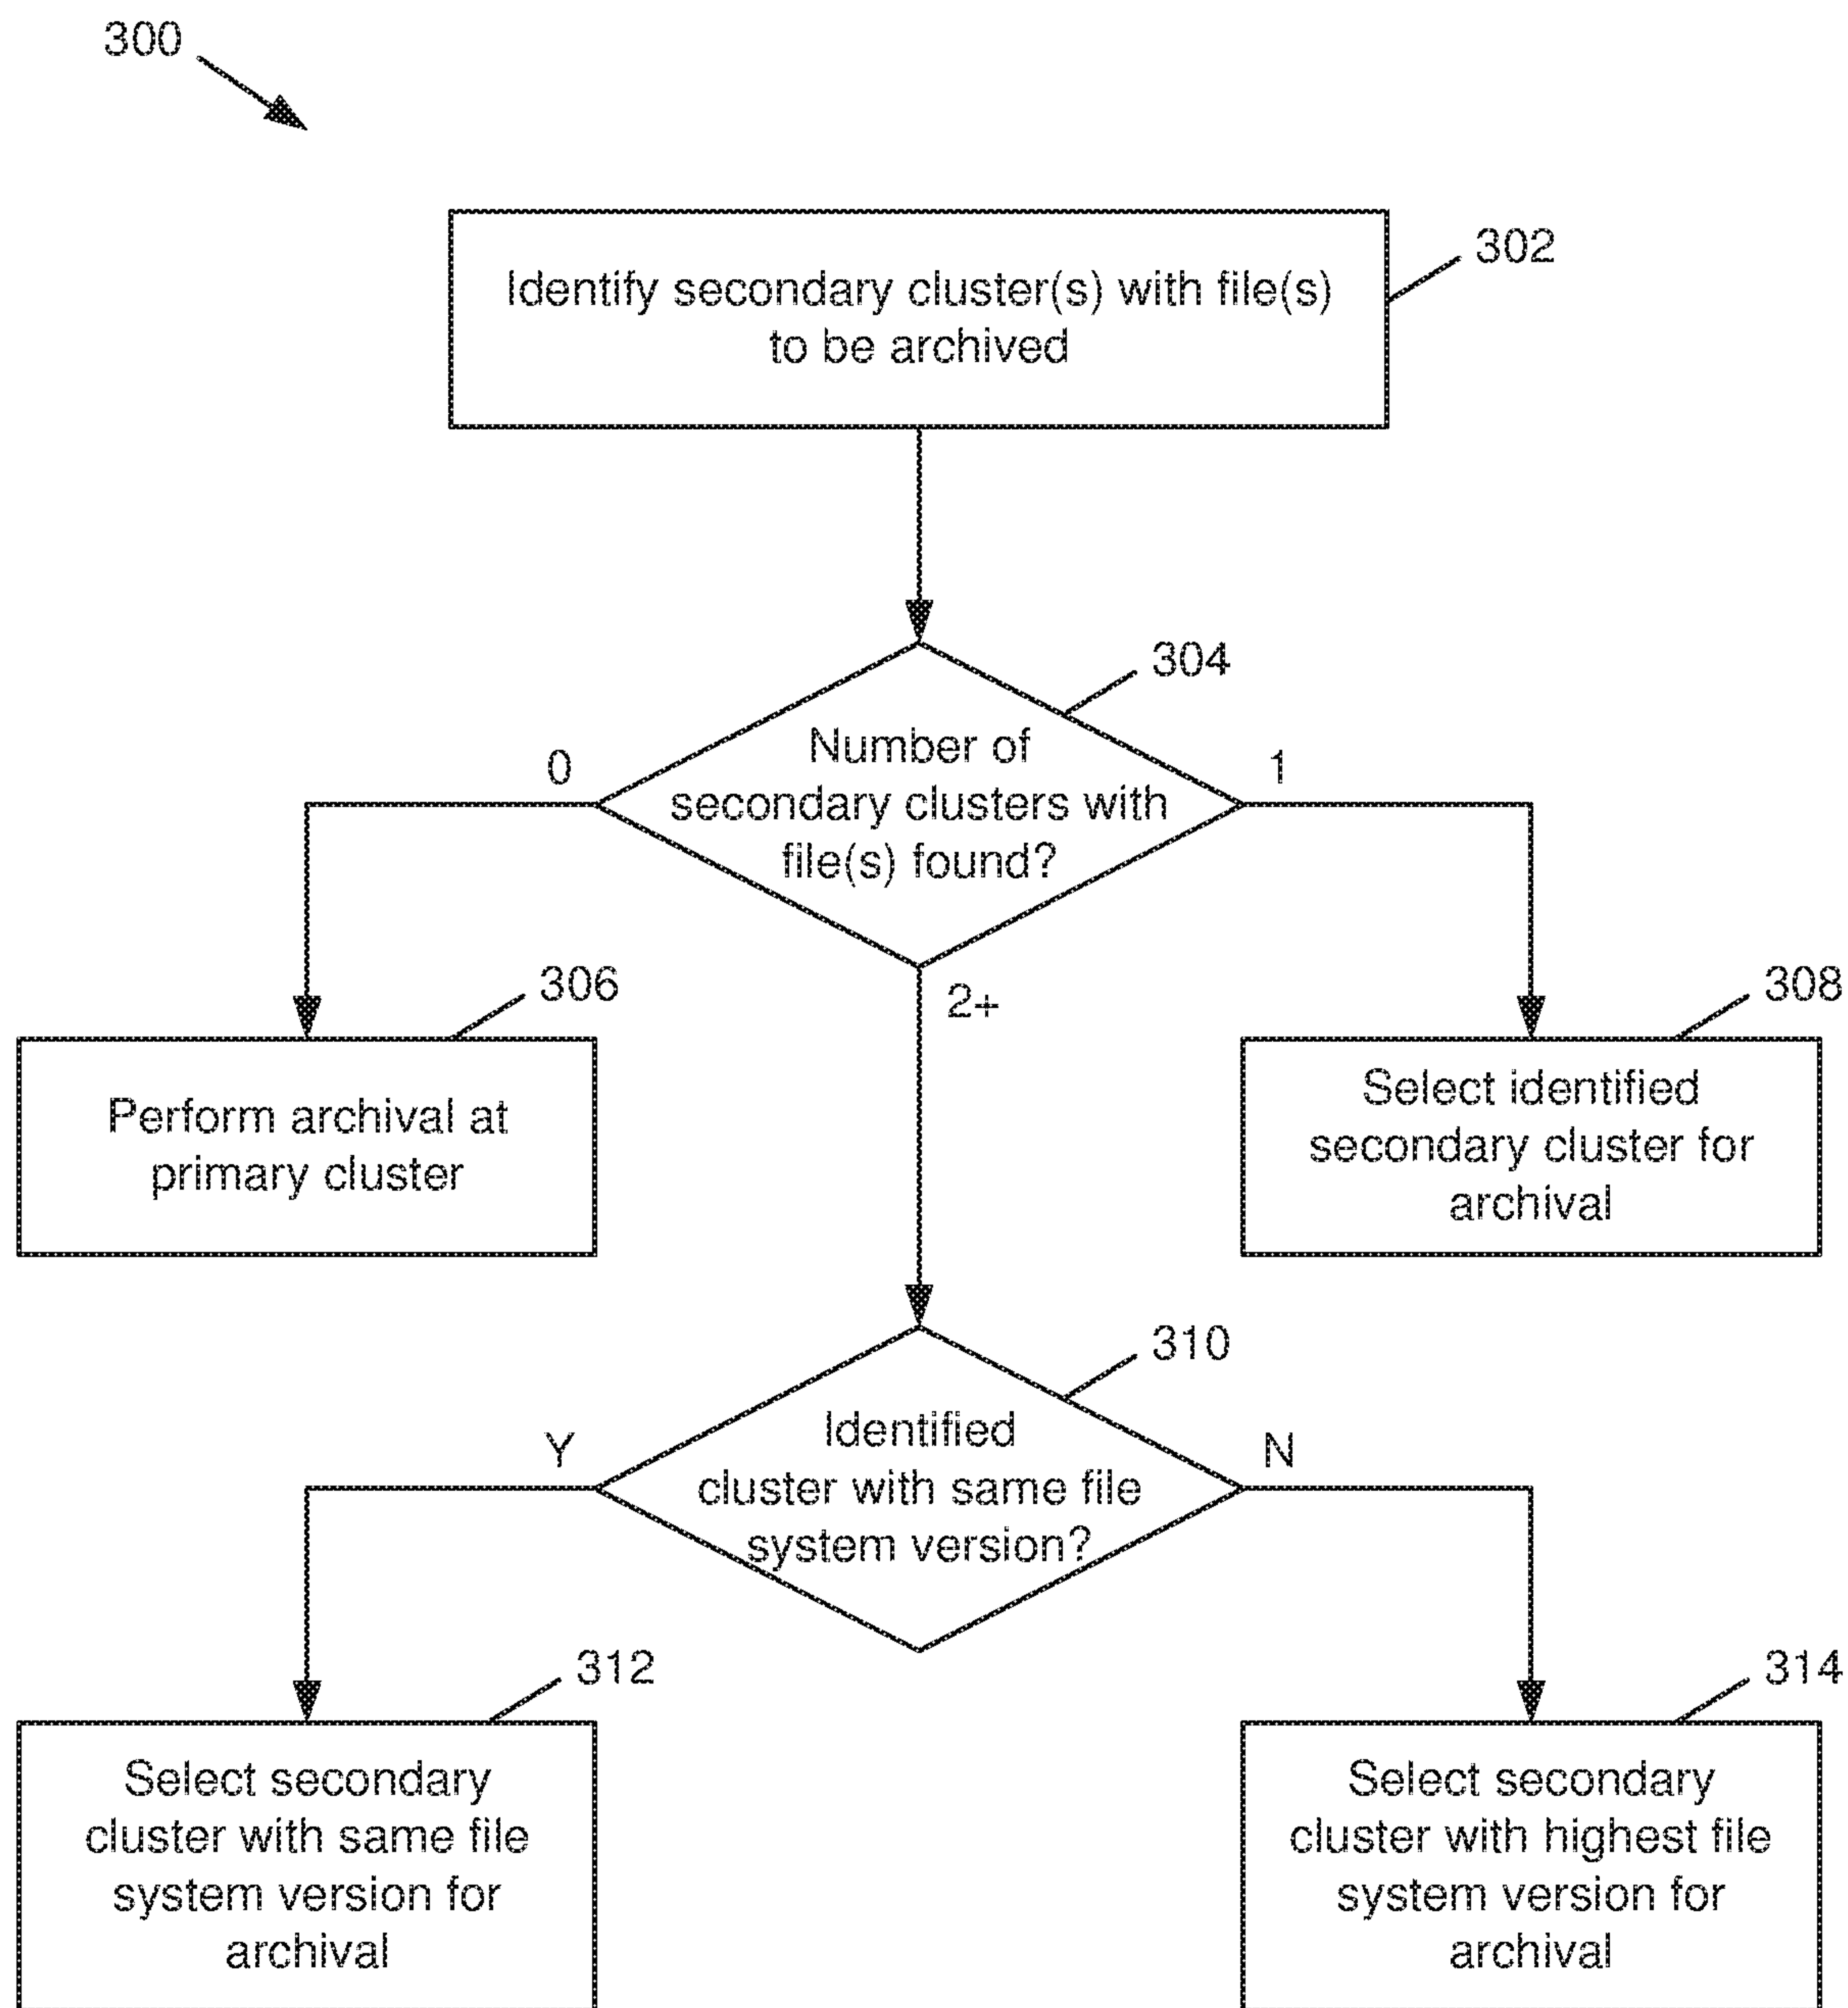 300
302
Identify secondary cluster(s) with file(s)
to be archived
304
Number of
secondary clusters with
file(s) found?
0
1
2+
306
Perform archival at
primary cluster
308
Select identified
secondary cluster for
archival
310
Identified
cluster with same file
system version?
Y
N
312
Select secondary
cluster with same file
system version for
archival
314
Select secondary
cluster with highest file
system version for
archival